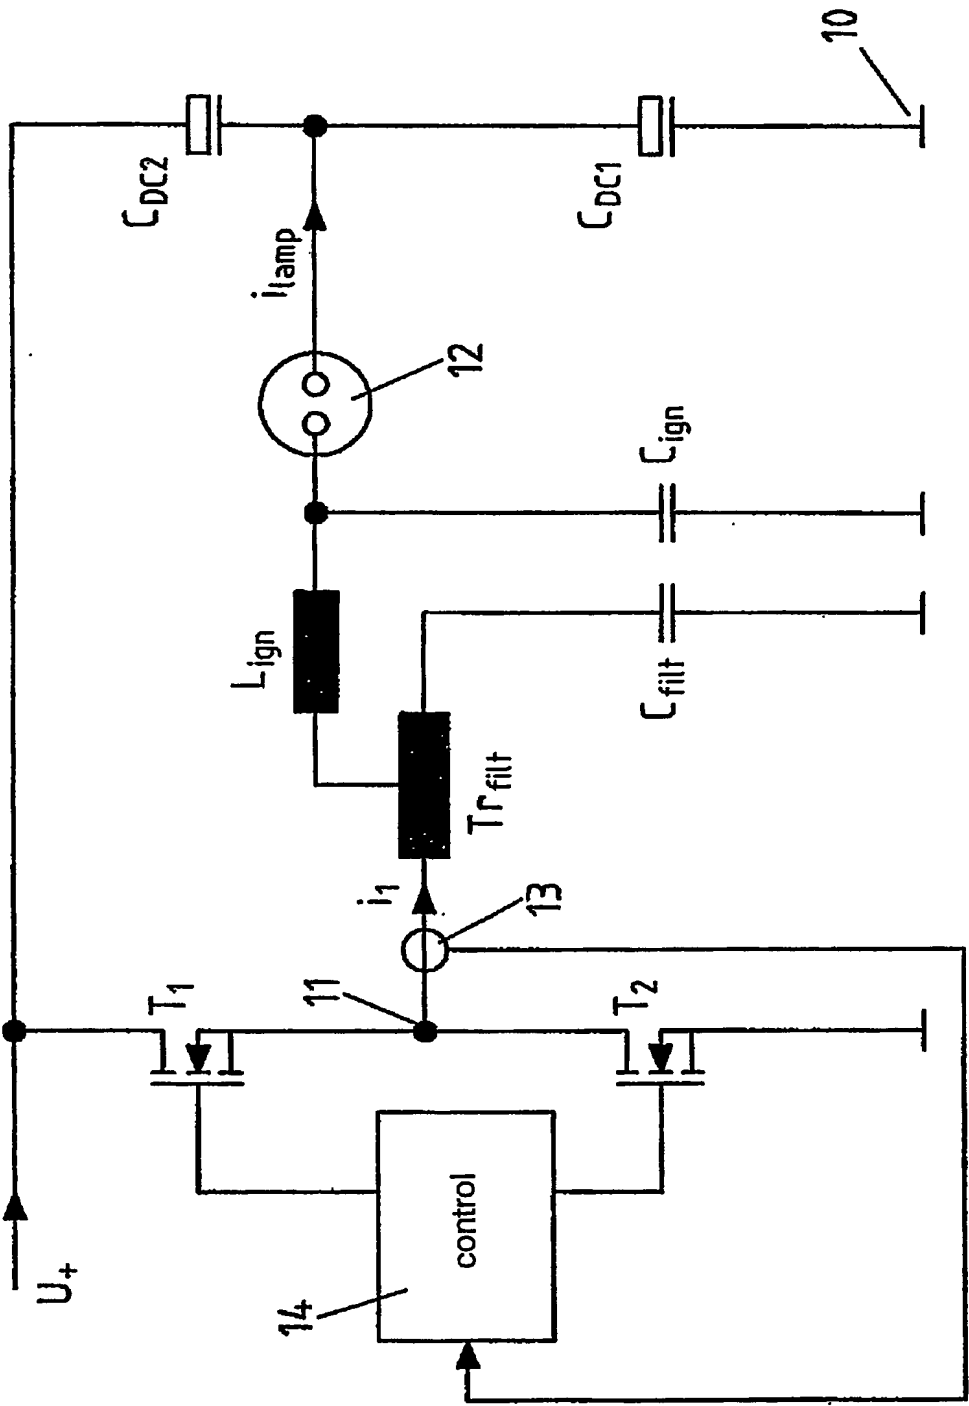 U+
T1
CDC2
Lign
ilamp
12
11
i1
13
Trfilt
14
control
T2
Cfilt
Cign
CDC1
10